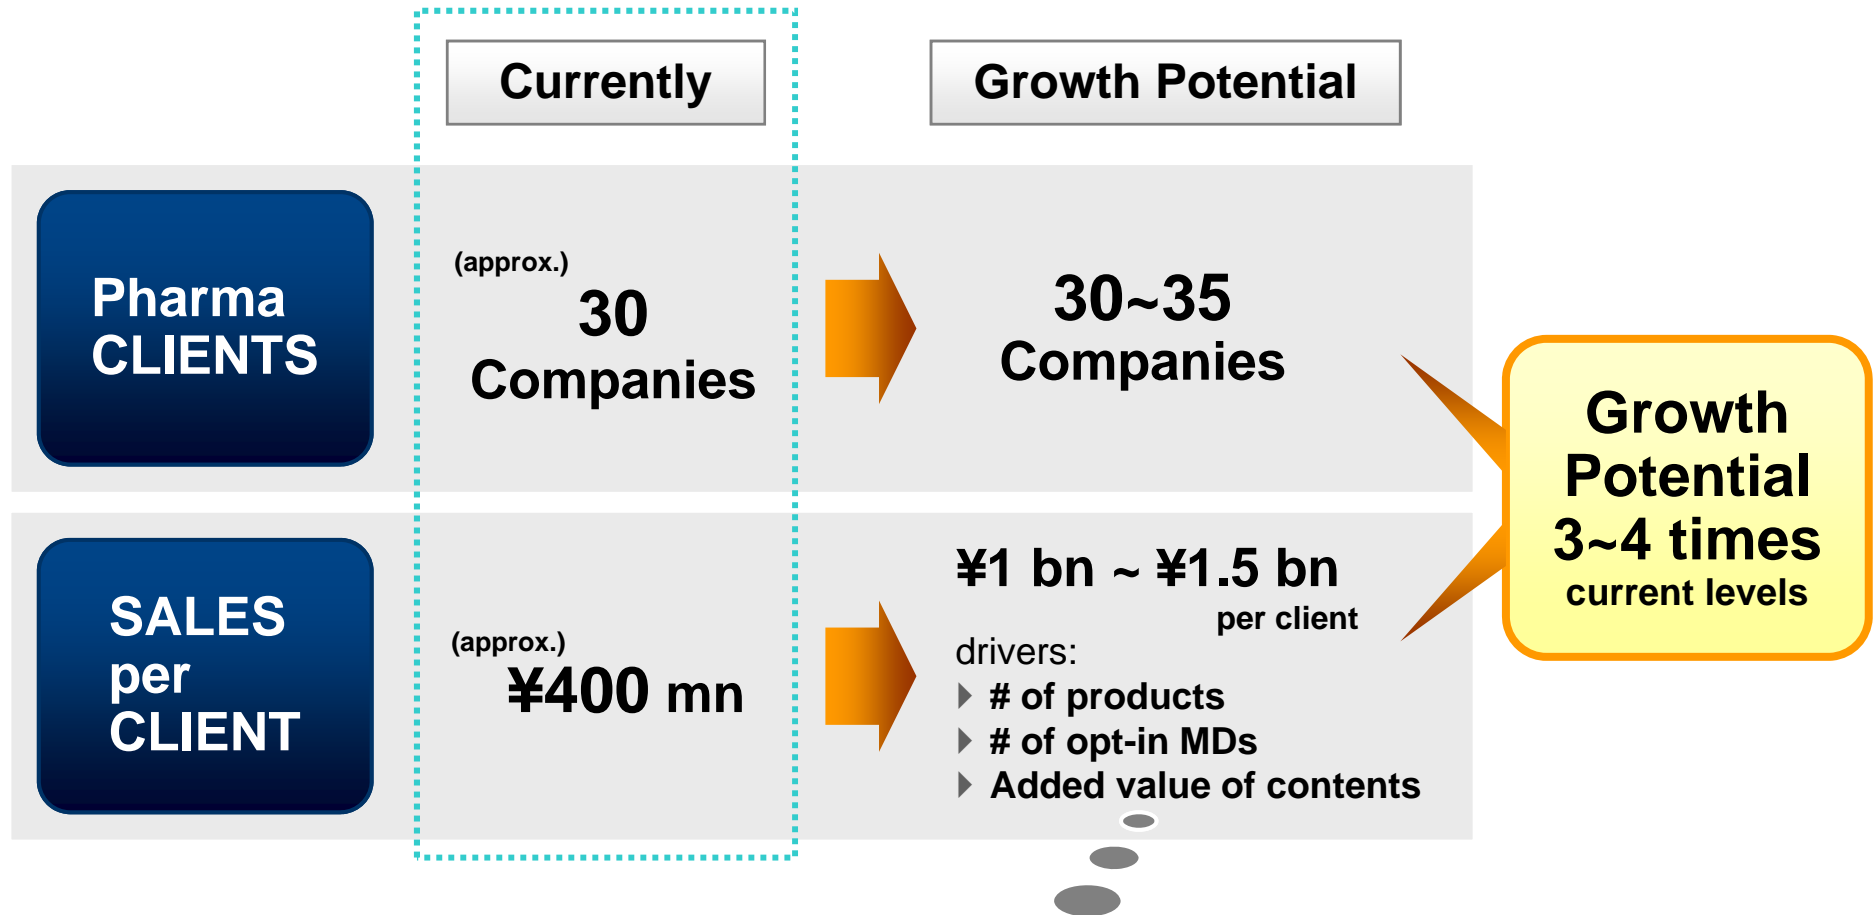 Currently
Growth Potential
Pharma
CLIENTS
(approx.)
30
Companies
30~35
Companies
SALES
per
CLIENT
(approx.)
¥400 mn
¥1 bn ~ ¥1.5 bn
per client
drivers:
# of products
# of opt-in MDs
Added value of contents
Growth
Potential
3~4 times
current levels